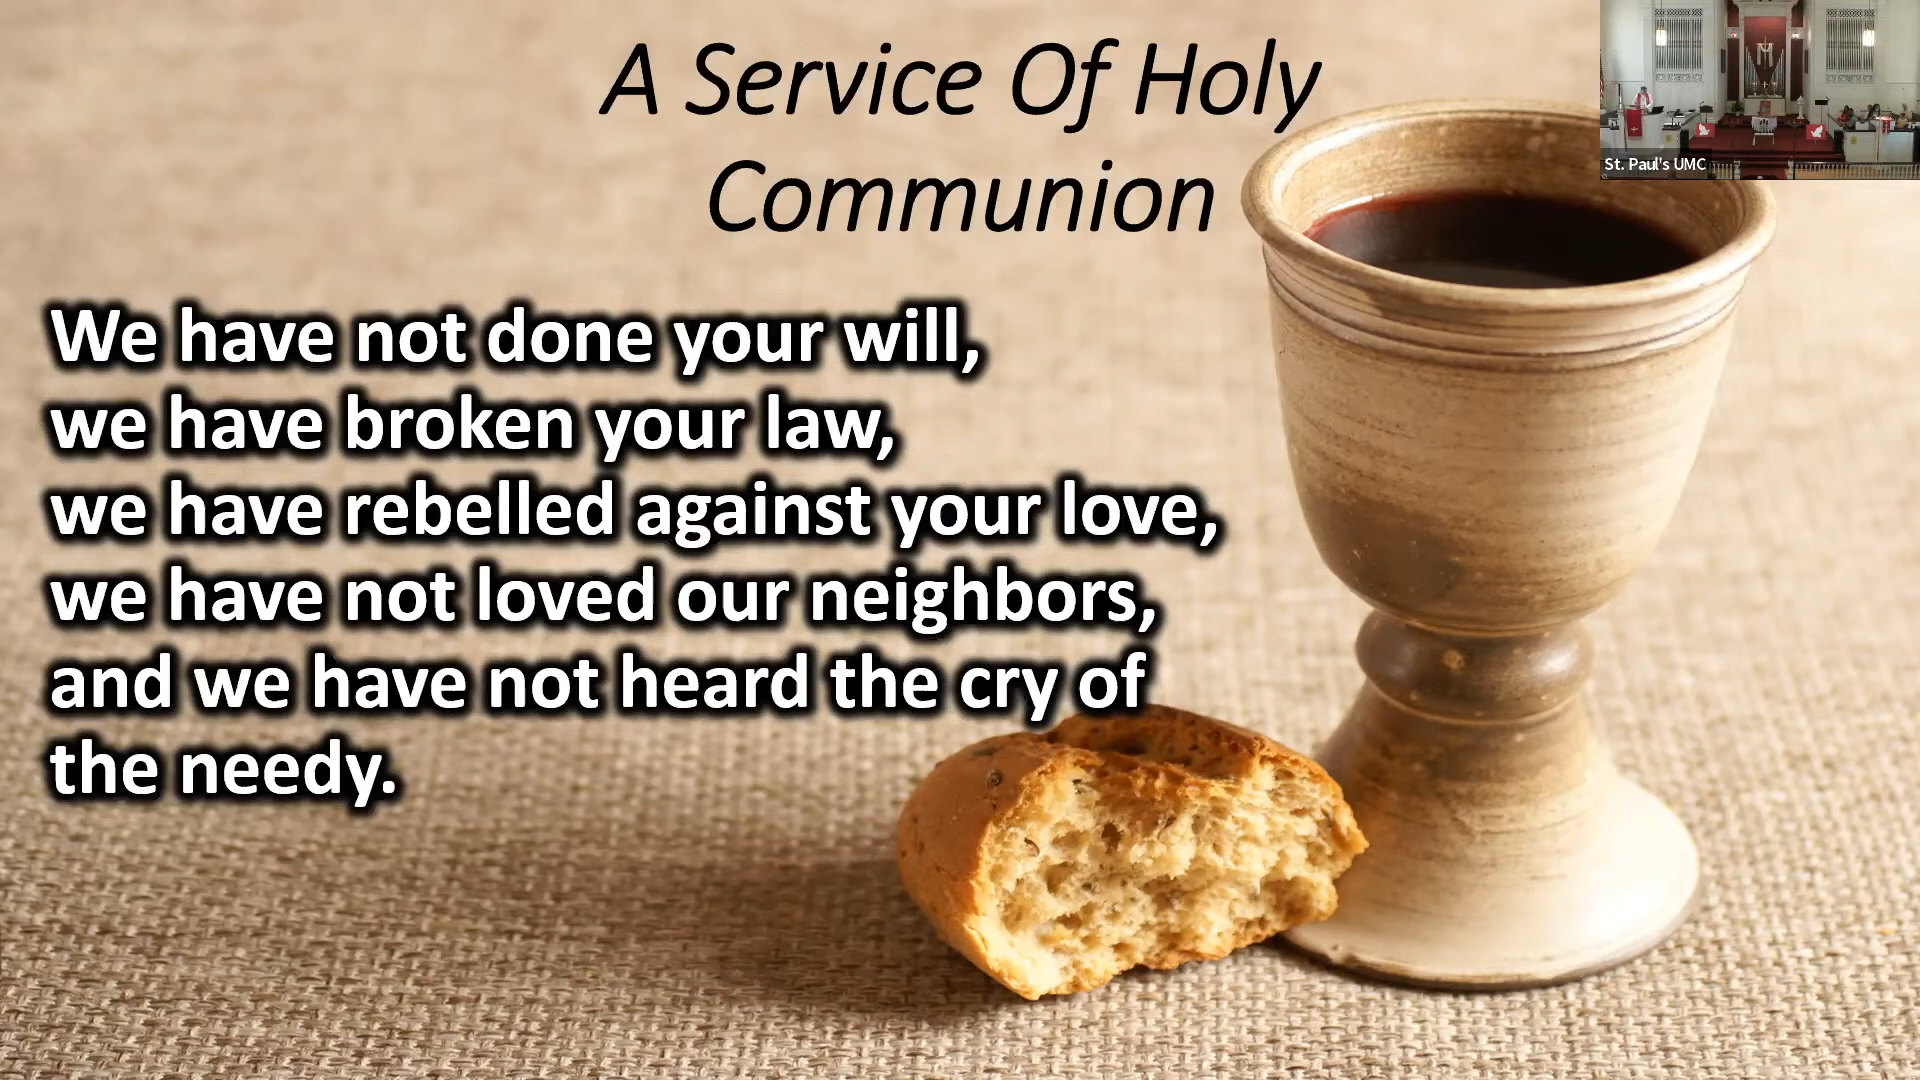 A Service Of Holy
Communion
St. Paul's UMC
We have not done your will,
we have broken your law,
we have rebelled against your love,
we have not loved our neighbors,
and we have not heard the cry of
the needy.